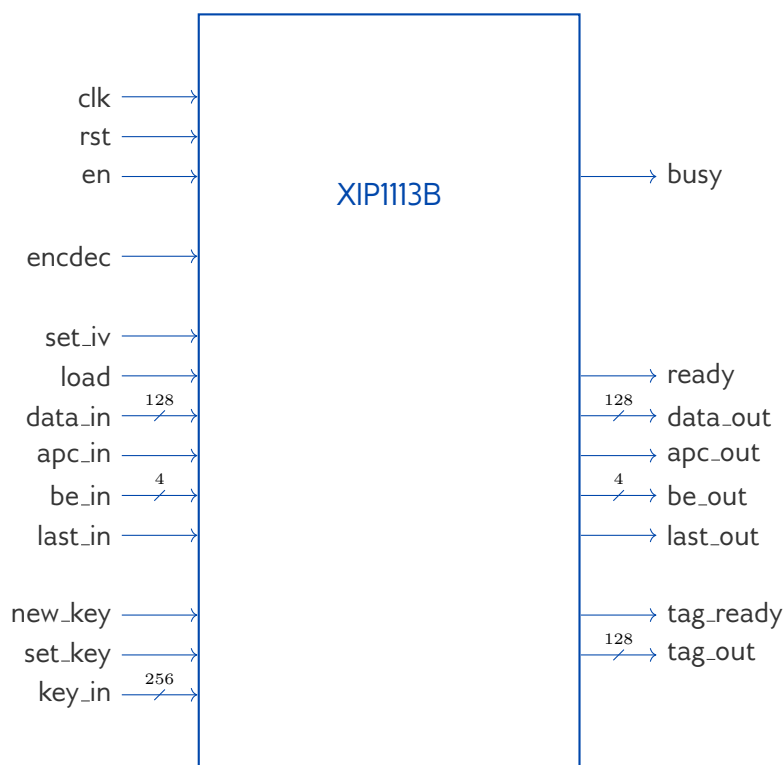 clk
rst
en
busy
XIP1113B
encdec
set_iv
load
ready
128
data_in
128
data_out
apc_in
apc_out
4
be_in
4
be_out
last_in
last_out
new_key
tag_ready
set_key
128
tag_out
256
key_in